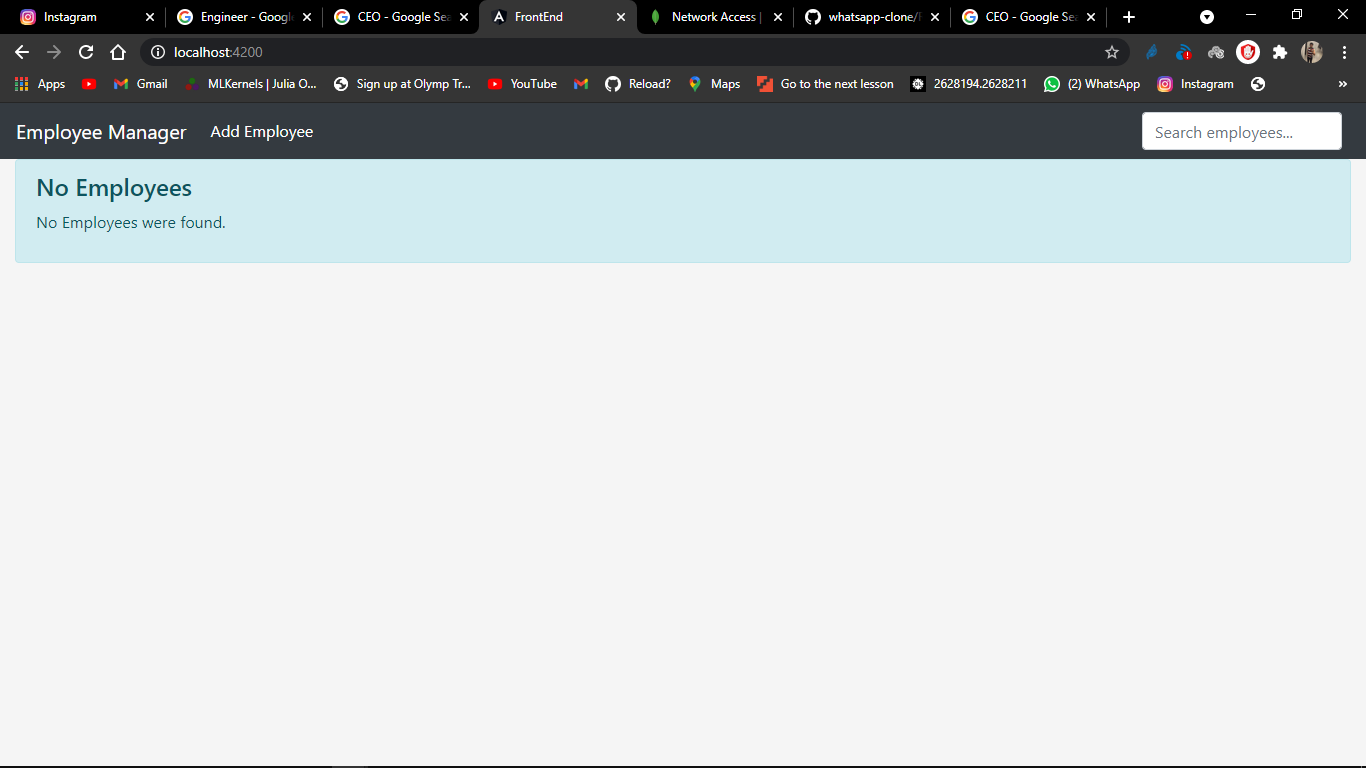 Instagram
Engineer - Googl
CEO - Google Sea
FrontEnd
Network Access |
whatsapp-clone/
CEO - Google Sea
localhost:4200
Apps
Gmail
MLKernels | Julia O...
Sign up at Olymp Tr...
YouTube
Reload?
Maps
Go to the next lesson
2628194.2628211
(2) WhatsApp
Instagram
»
Employee Manager
Add Employee
Search employees...
No Employees
No Employees were found.